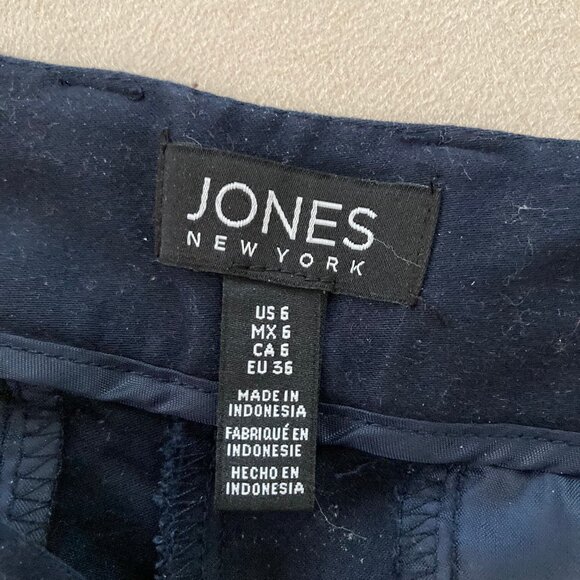 JONES
NEW YORK
US 6
MX 6
CA 6
EU 36
MADE IN
INDONESIA
FABRIQUÉ EN
INDONESIE
HECHO EN
INDONESIA